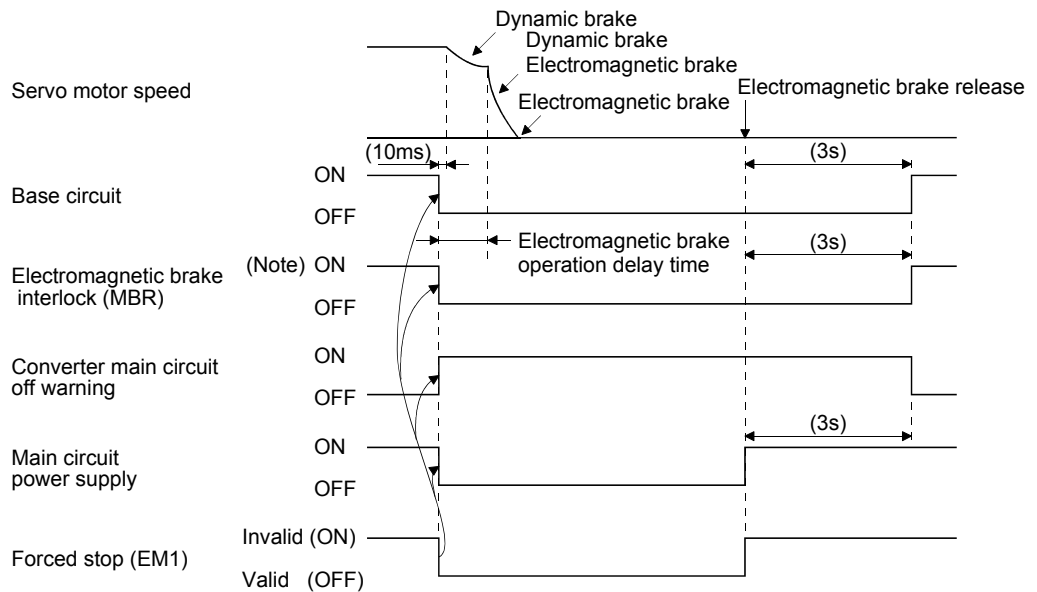 Dynamic brake
Dynamic brake
Electromagnetic brake
Electromagnetic brake
Electromagnetic brake release
Servo motor speed
(10ms)
(3s)
Base circuit
ON
OFF
Electromagnetic brake
operation delay time
(3s)
Electromagnetic brake
interlock (MBR)
(Note) ON
OFF
Converter main circuit
off warning
ON
OFF
(3s)
Main circuit
power supply
ON
OFF
Forced stop (EM1)
Invalid (ON)
Valid (OFF)